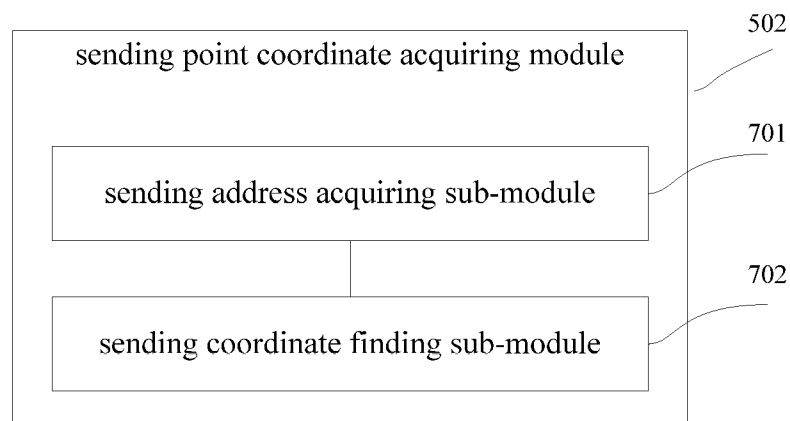 502
sending point coordinate acquiring module
701
sending address acquiring sub-module
702
sending coordinate finding sub-module